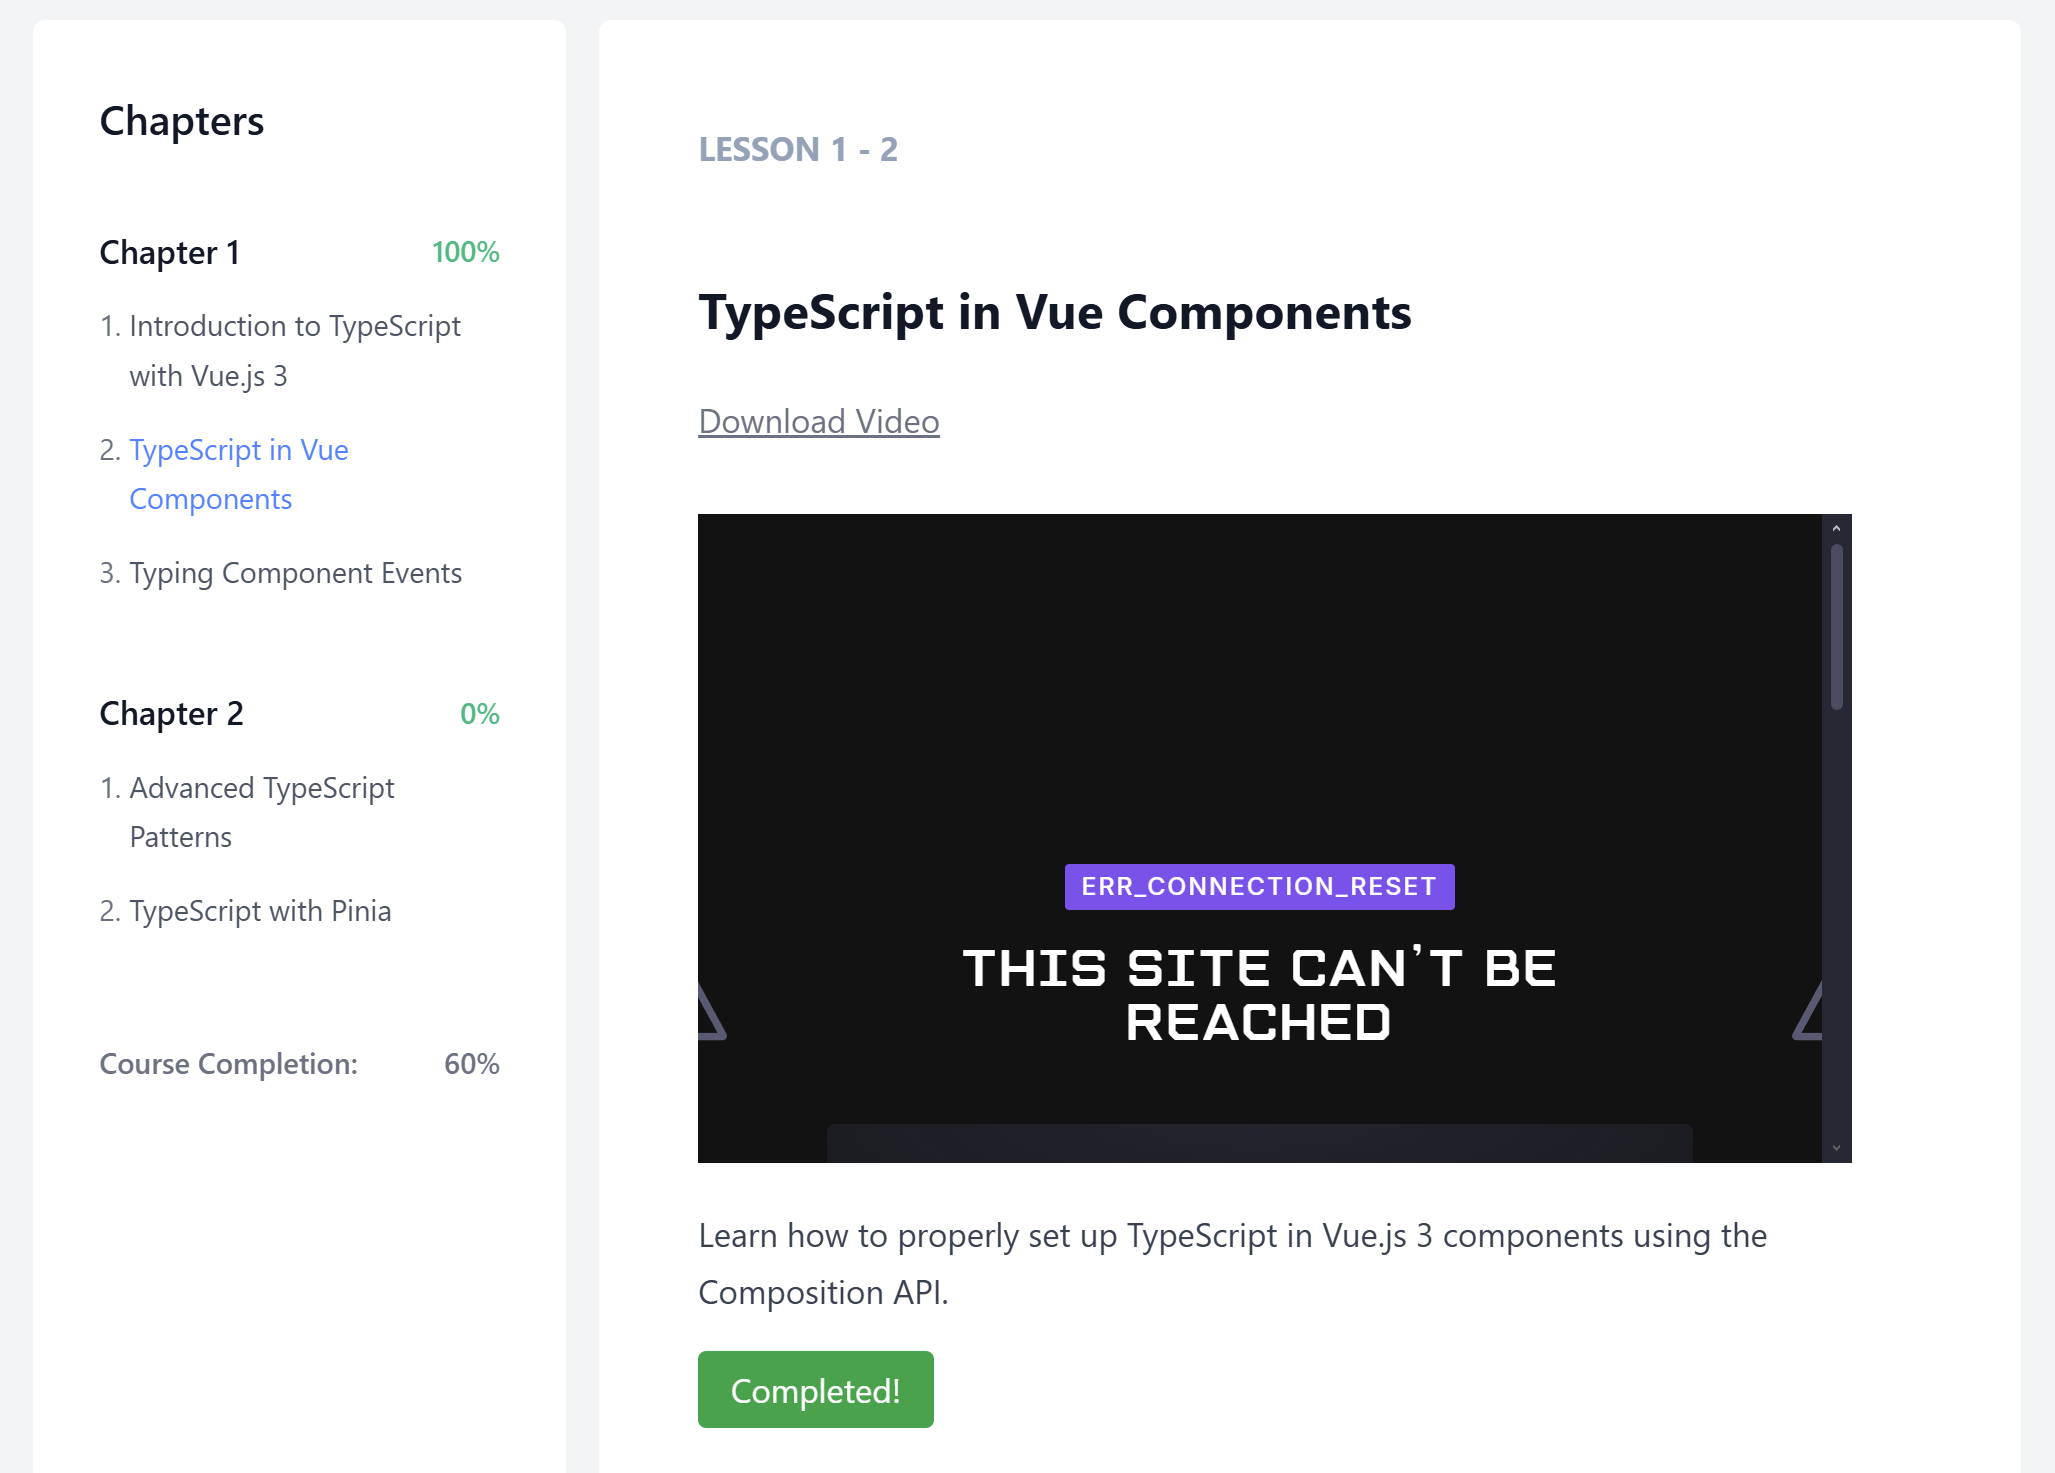 Chapters
Chapter 1 100%
1. Introduction to TypeScript
with Vue.js 3
2. TypeScript in Vue
Components
3. Typing Component Events
Chapter 2 0%
1. Advanced TypeScript
Patterns
2. TypeScript with Pinia
Course Completion: 60%
LESSON 1 - 2
TypeScript in Vue Components
Download Video
ERR_CONNECTION_RESET
THIS SITE CAN'T BE
REACHED
Learn how to properly set up TypeScript in Vue.js 3 components using the
Composition API.
Completed!